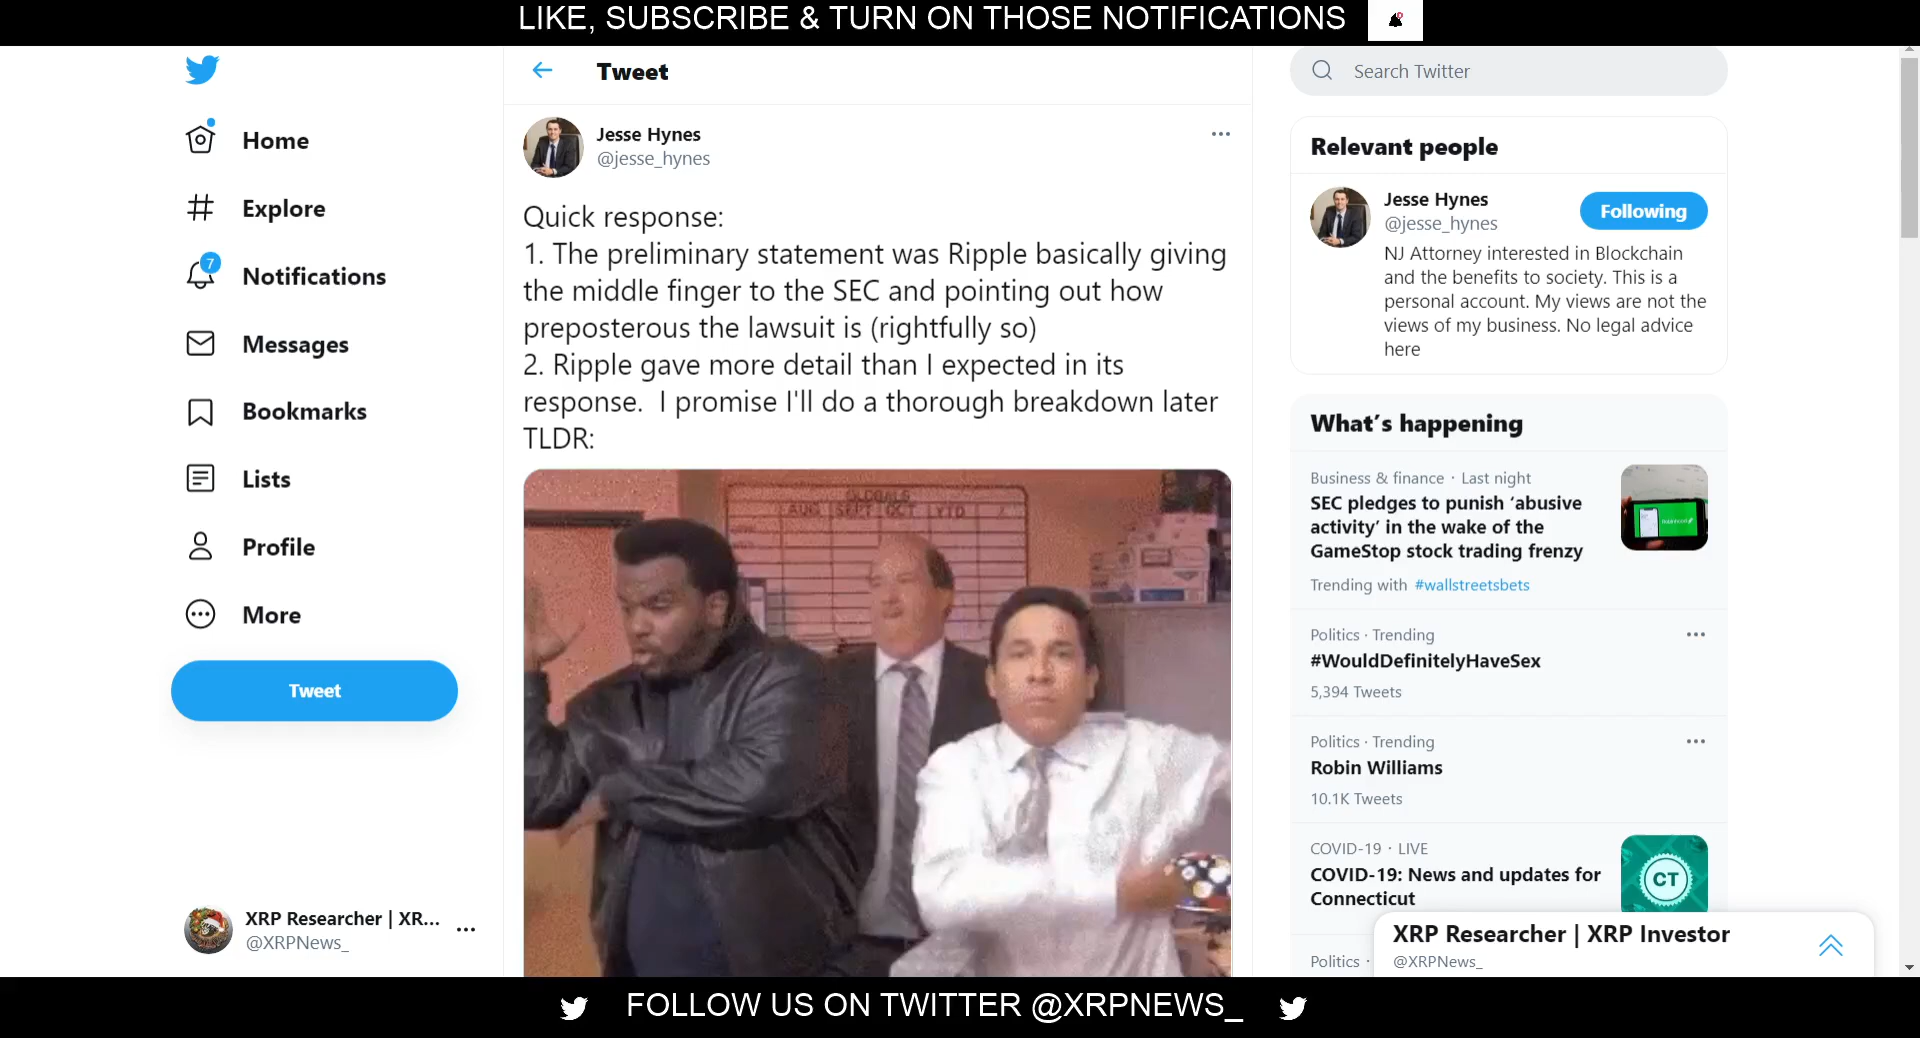 LIKE, SUBSCRIBE & TURN ON THOSE NOTIFICATIONS
Home
Explore
7
Notifications
Messages
Bookmarks
Lists
Profile
More
Tweet
XRP Researcher | XR...
@XRPNews_
Tweet
Jesse Hynes
@jesse_hynes
Quick response:
1. The preliminary statement was Ripple basically giving
the middle finger to the SEC and pointing out how
preposterous the lawsuit is (rightfully so)
2. Ripple gave more detail than I expected in its
response.  I promise I'll do a thorough breakdown later
TLDR:
AUG SEPT OCT YTD
Search Twitter
Relevant people
Jesse Hynes
@jesse_hynes
Following
NJ Attorney interested in Blockchain
and the benefits to society. This is a
personal account. My views are not the
views of my business. No legal advice
here
What's happening
Business & finance · Last night
SEC pledges to punish ‘abusive
activity’ in the wake of the
GameStop stock trading frenzy
Trending with #wallstreetsbets
Politics · Trending
#WouldDefinitelyHaveSex
5,394 Tweets
Politics · Trending
Robin Williams
10.1K Tweets
COVID-19 · LIVE
COVID-19: News and updates for
Connecticut
CT
Politics ·
XRP Researcher | XRP Investor
@XRPNews_
FOLLOW US ON TWITTER @XRPNEWS_